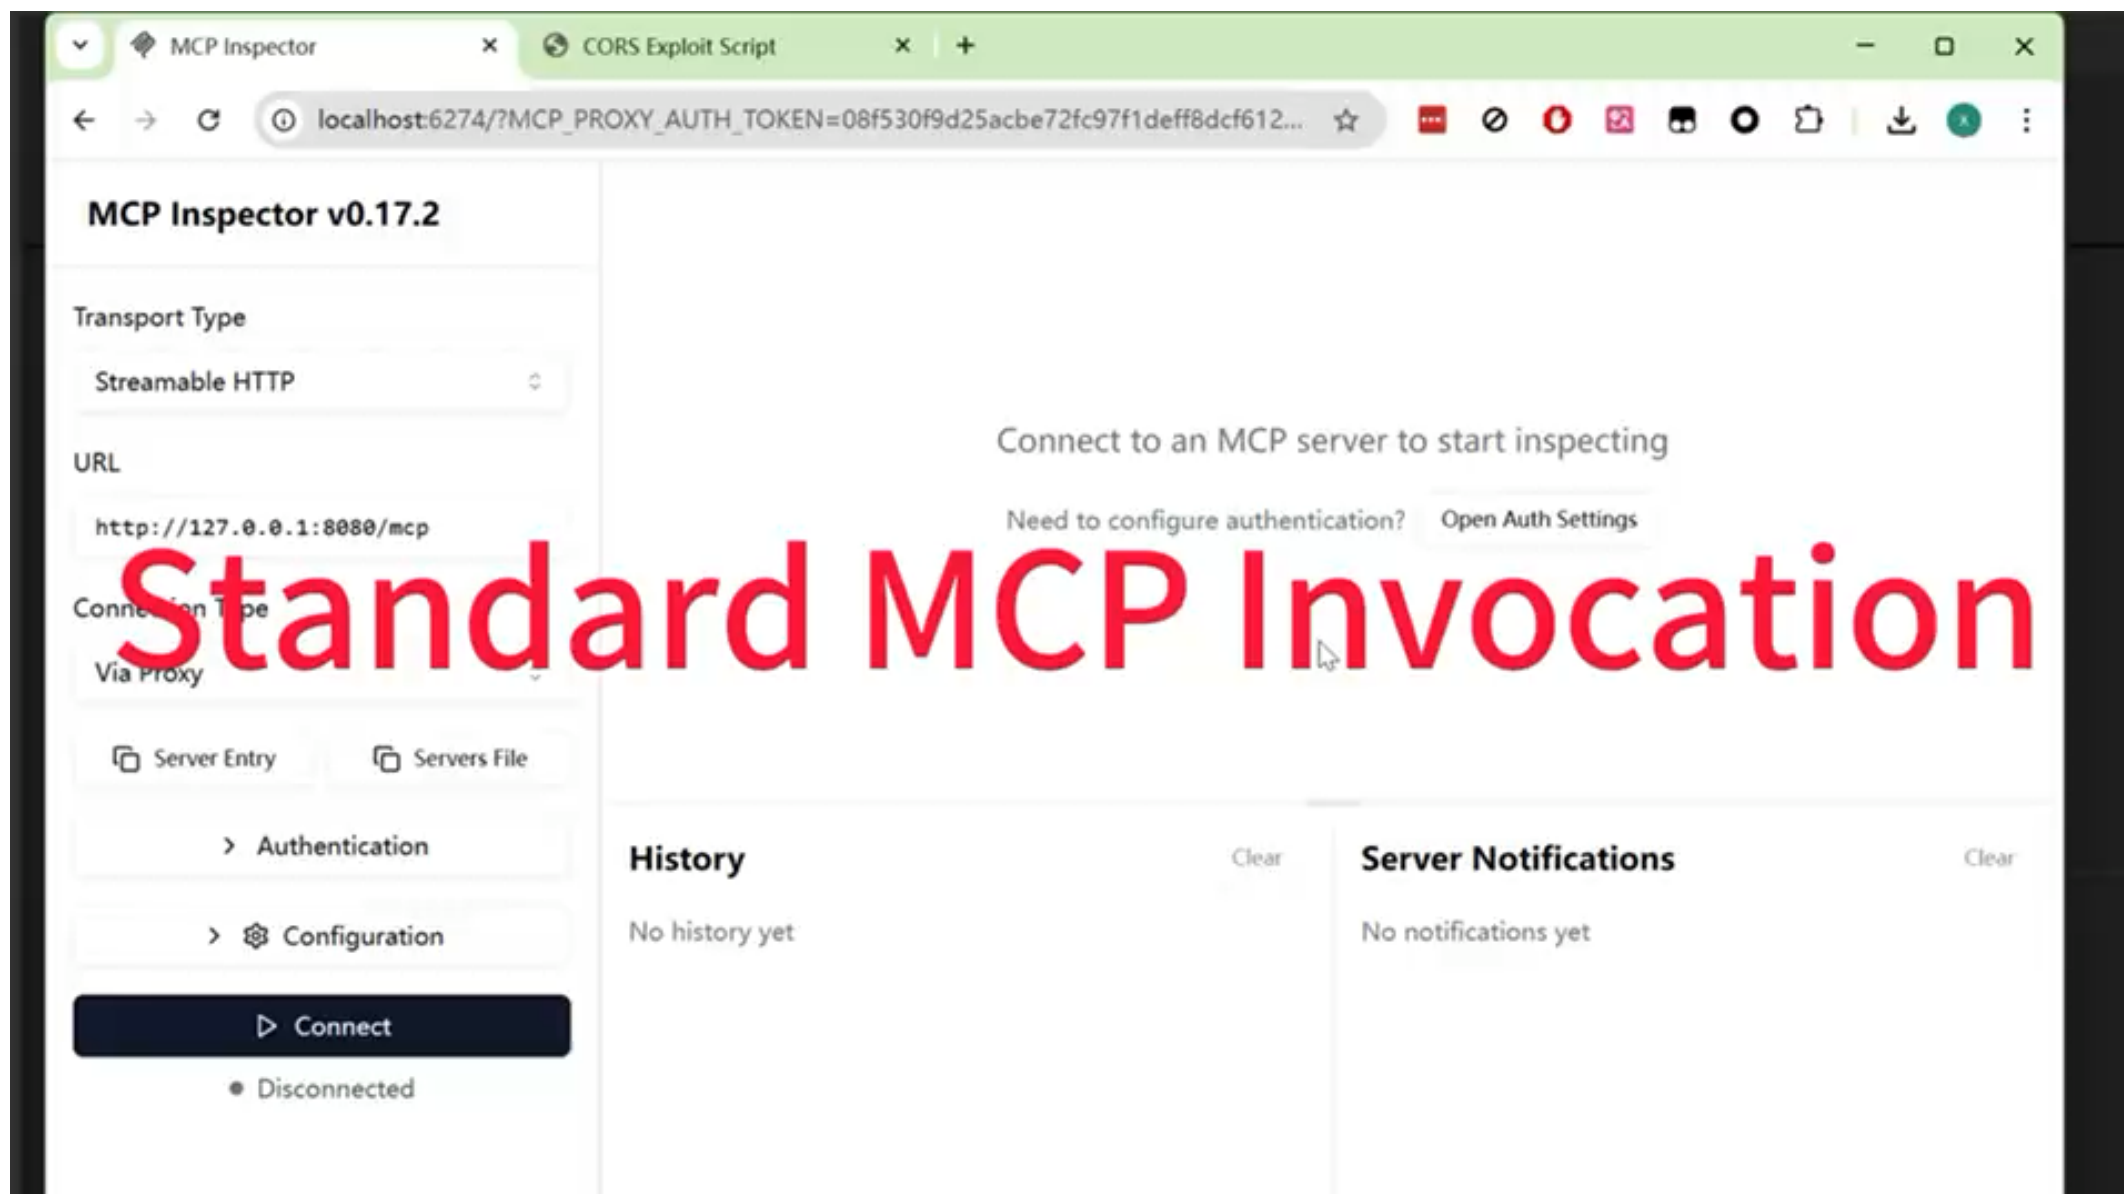 MCP Inspector
CORS Exploit Script
localhost:6274/?MCP_PROXY_AUTH_TOKEN=08f530f9d25acbe72fc97f1deff8dcf612...
MCP Inspector v0.17.2
Transport Type
Streamable HTTP
URL
http://127.0.0.1:8080/mcp
Connection Type
Via Proxy
Server Entry
Servers File
Authentication
Configuration
Connect
Disconnected
Connect to an MCP server to start inspecting
Need to configure authentication? Open Auth Settings
Standard MCP Invocation
History
Clear
No history yet
Server Notifications
Clear
No notifications yet